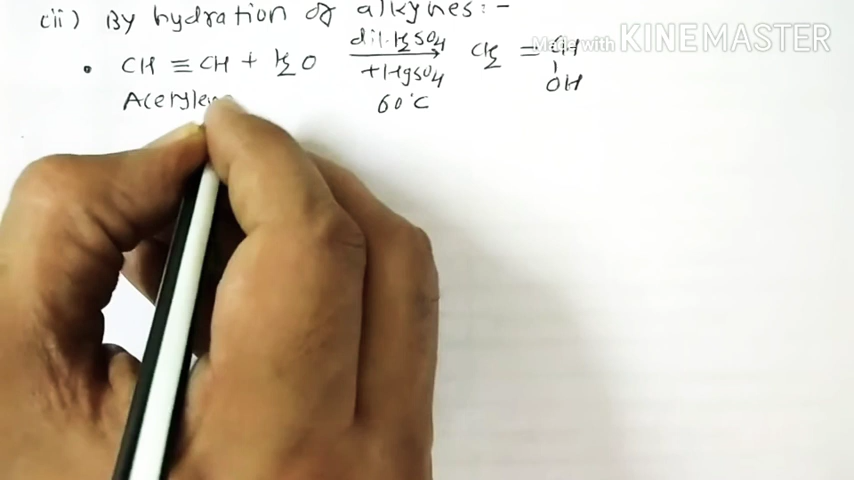 (ii) By hydration of alkynes:-
dil. H2SO4
• CH ≡ CH + H2O CH2 = CH
+HgSO4
OH
Acetylene 60°C
Made with KINEMASTER